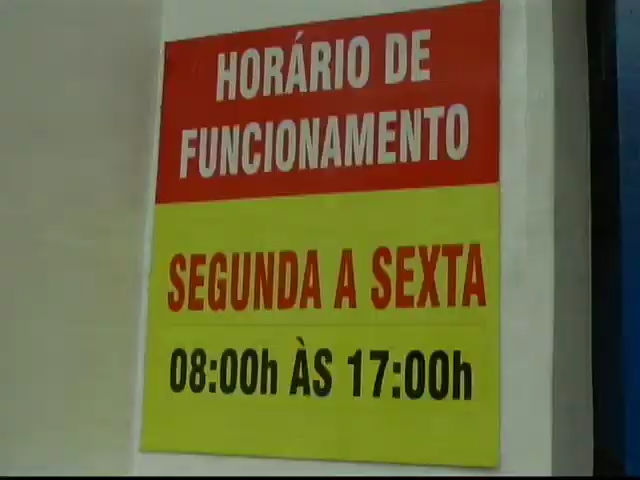 HORÁRIO DE
FUNCIONAMENTO
SEGUNDA A SEXTA
08:00h ÀS 17:00h